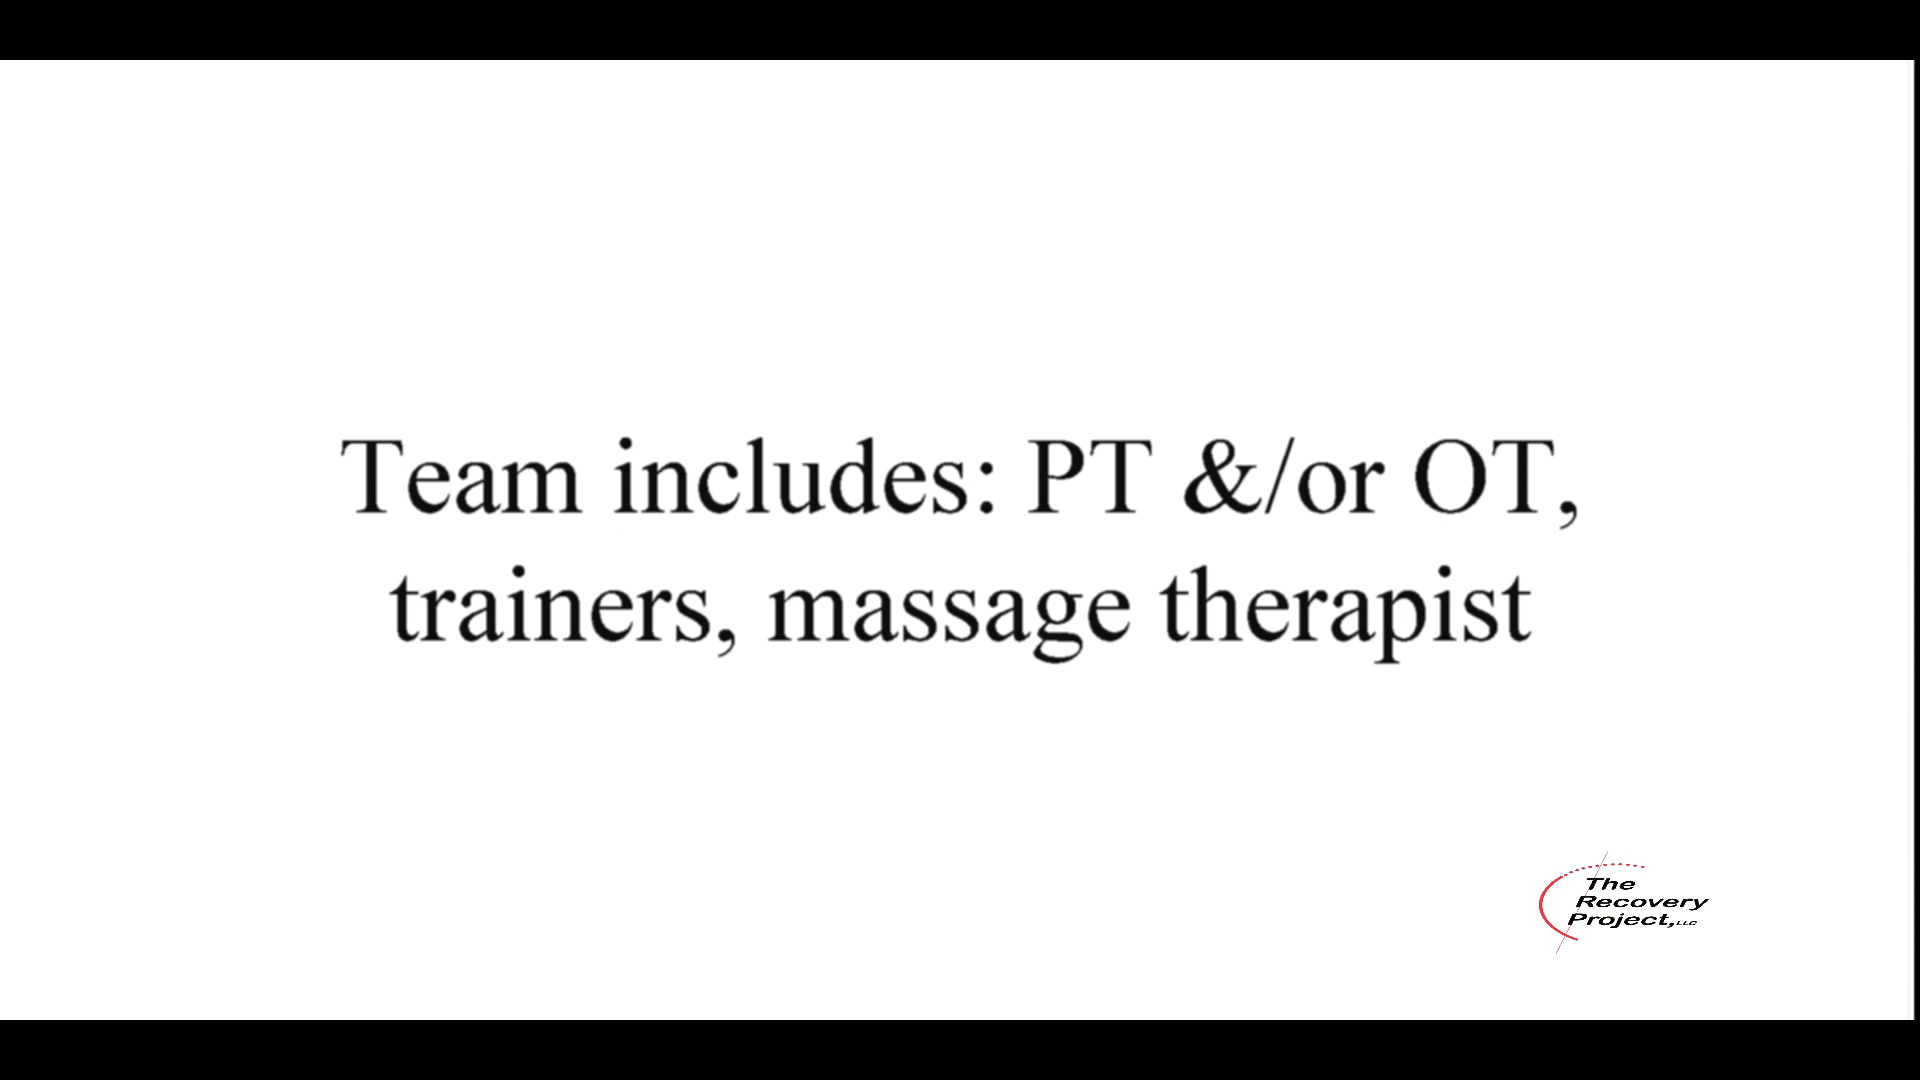 Team includes: PT &/or OT,
trainers, massage therapist
The
Recovery
Project, LLC